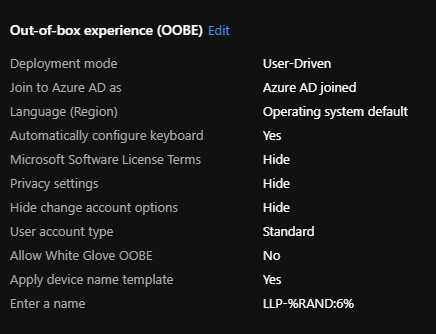 Out-of-box experience (OOBE) Edit
Deployment mode User-Driven
Join to Azure AD as Azure AD joined
Language (Region) Operating system default
Automatically configure keyboard Yes
Microsoft Software License Terms Hide
Privacy settings Hide
Hide change account options Hide
User account type Standard
Allow White Glove OOBE No
Apply device name template Yes
Enter a name LLP-%RAND:6%